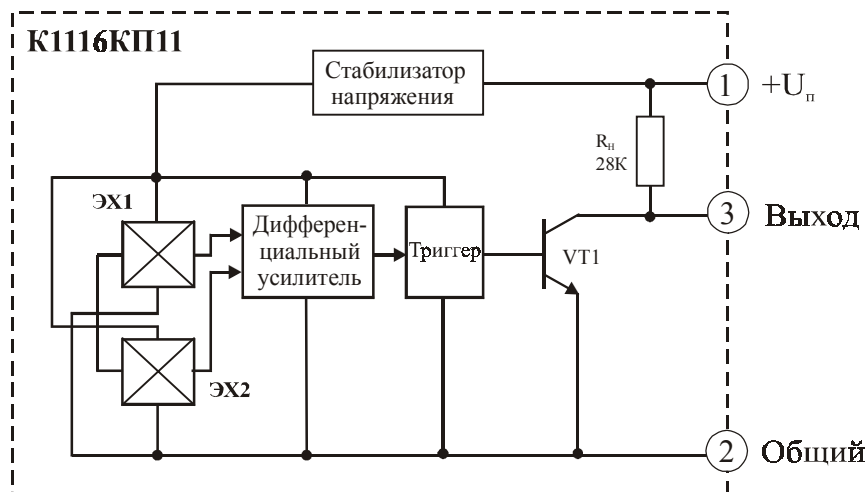 К1116КП11
Стабилизатор
напряжения
1
+Uп
Rн
28К
ЭХ1
Дифферен-
циальный
усилитель
Триггер
VT1
3
Выход
ЭХ2
2
Общий